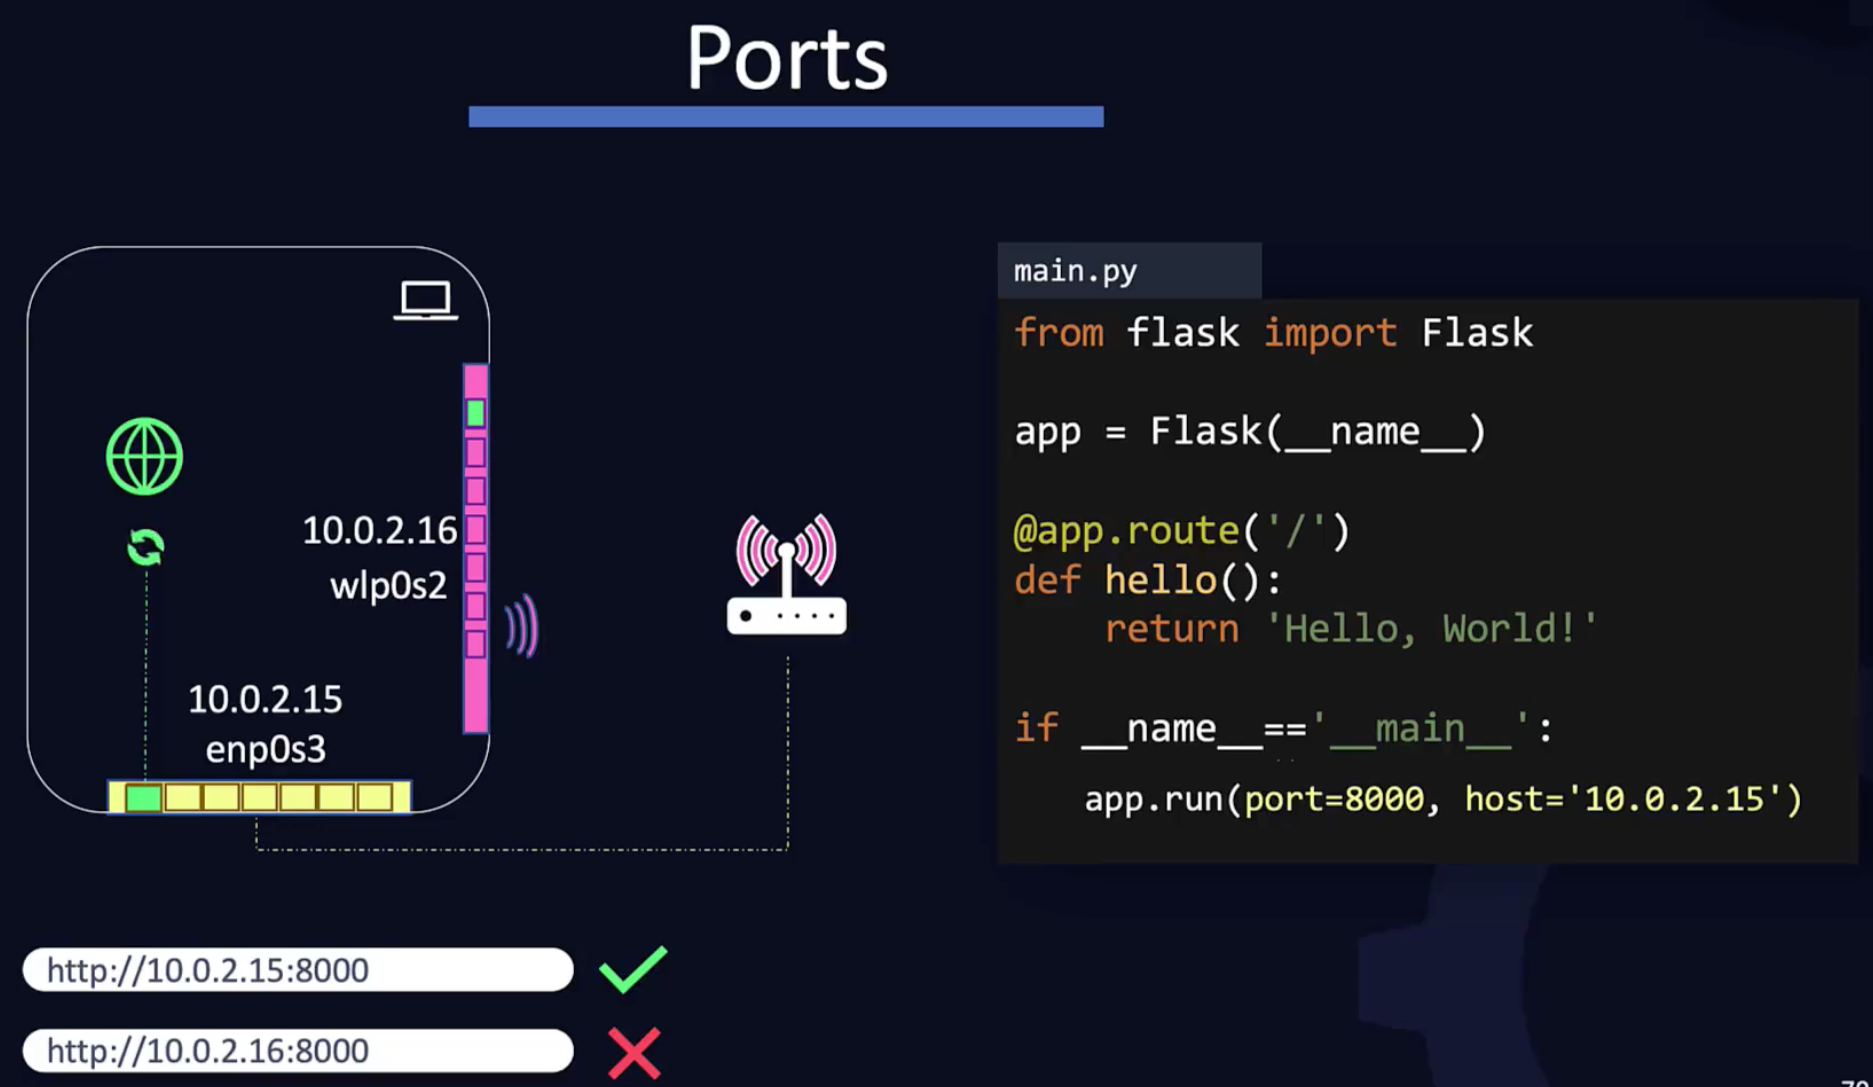 Ports
10.0.2.16
wlp0s2
10.0.2.15
enp0s3
main.py
from flask import Flask
app = Flask(__name__)
@app.route('/')
def hello():
    return 'Hello, World!'
if __name__=='__main__':
    app.run(port=8000, host='10.0.2.15')
http://10.0.2.15:8000
http://10.0.2.16:8000